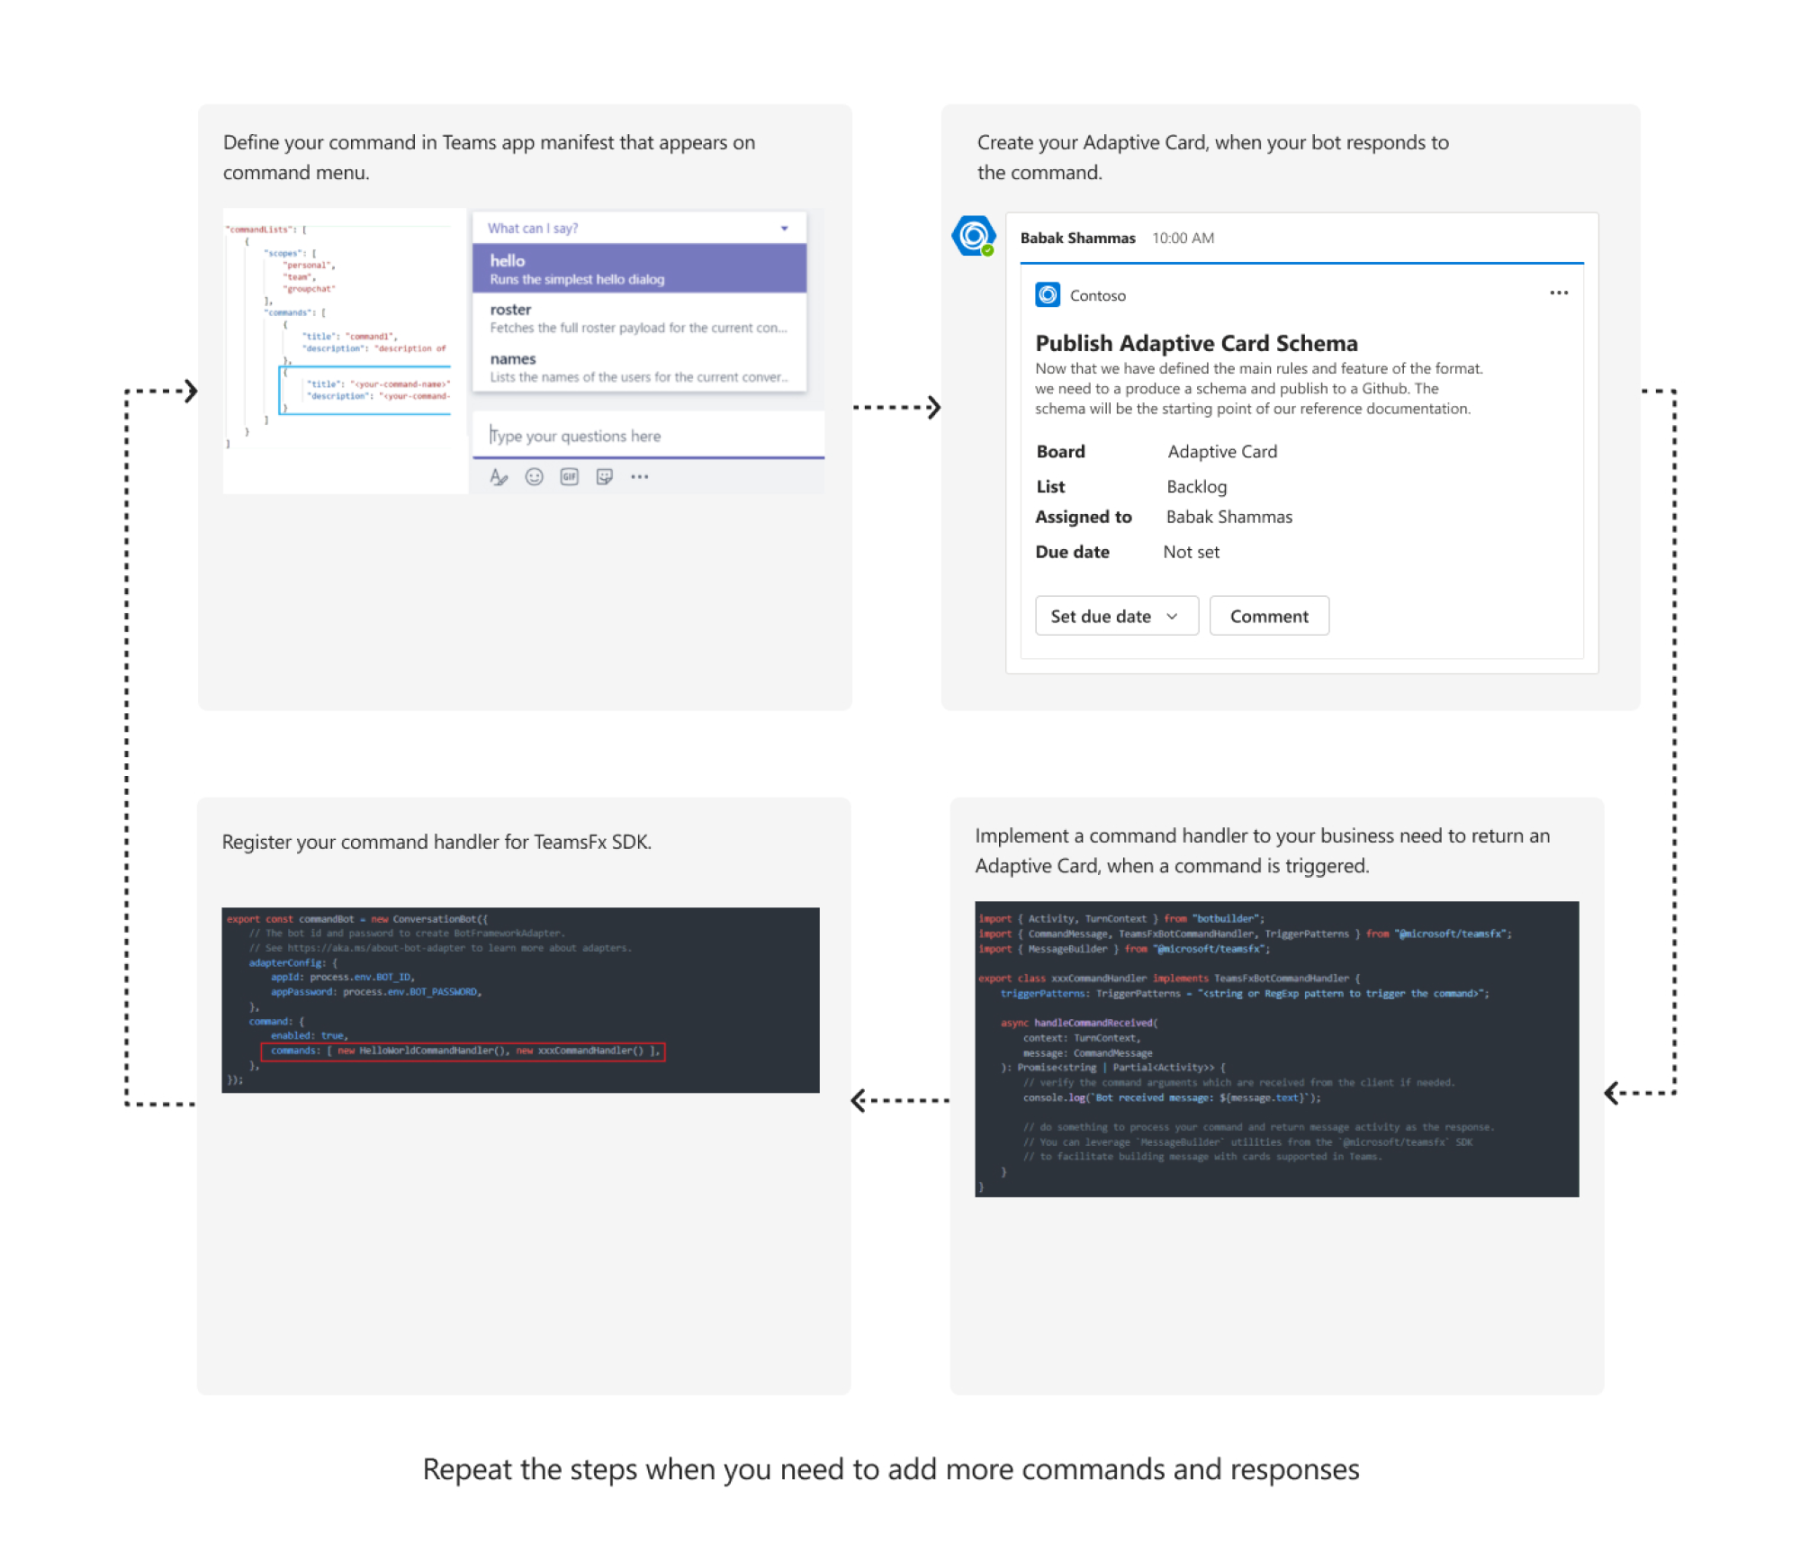 Define your command in Teams app manifest that appears on
command menu.
"commandLists": [
{
"scopes": [
"personal",
"team",
"groupchat"
],
"commands": [
{
"title": "command1",
"description": "description of
},
{
"title": "<your-command-name>"
"description": "<your-command-
}
]
}
]
What can I say?
hello
Runs the simplest hello dialog
roster
Fetches the full roster payload for the current con...
names
Lists the names of the users for the current conver...
Type your questions here
GIF
Create your Adaptive Card, when your bot responds to
the command.
Babak Shammas 10:00 AM
Contoso
Publish Adaptive Card Schema
Now that we have defined the main rules and feature of the format.
we need to a produce a schema and publish to a Github. The
schema will be the starting point of our reference documentation.
Board Adaptive Card
List Backlog
Assigned to Babak Shammas
Due date Not set
Set due date Comment
Register your command handler for TeamsFx SDK.
export const commandBot = new ConversationBot({
// The bot id and password to create BotFrameworkAdapter.
// See https://aka.ms/about-bot-adapter to learn more about adapters.
adapterConfig: {
appId: process.env.BOT_ID,
appPassword: process.env.BOT_PASSWORD,
},
command: {
enabled: true,
commands: [ new HelloWorldCommandHandler(), new xxxCommandHandler() ],
},
});
Implement a command handler to your business need to return an
Adaptive Card, when a command is triggered.
import { Activity, TurnContext } from "botbuilder";
import { CommandMessage, TeamsFxBotCommandHandler, TriggerPatterns } from "@microsoft/teamsfx";
import { MessageBuilder } from "@microsoft/teamsfx";
export class xxxCommandHandler implements TeamsFxBotCommandHandler {
triggerPatterns: TriggerPatterns = "<string or RegExp pattern to trigger the command>";
async handleCommandReceived(
context: TurnContext,
message: CommandMessage
): Promise<string | Partial<Activity>> {
// verify the command arguments which are received from the client if needed.
console.log(`Bot received message: ${message.text}`);
// do something to process your command and return message activity as the response.
// You can leverage `MessageBuilder` utilities from the `@microsoft/teamsfx` SDK
// to facilitate building message with cards supported in Teams.
}
}
Repeat the steps when you need to add more commands and responses